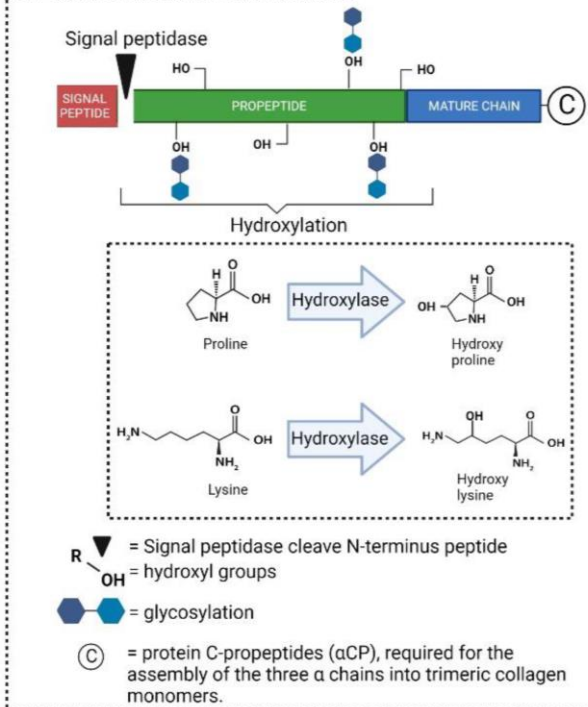 Signal peptidase
OH
HO
HO
SIGNAL
PEPTIDE
PROPEPTIDE
MATURE CHAIN
C
OH
OH
OH
Hydroxylation
H
O
OH
NH
Proline
Hydroxylase
OH
H
O
OH
NH
Hydroxy
proline
H₂N
O
OH
NH₂
Lysine
Hydroxylase
OH
H₂N
O
OH
NH₂
Hydroxy
lysine
= Signal peptidase cleave N-terminus peptide
R
OH = hydroxyl groups
= glycosylation
C = protein C-propeptides (αCP), required for the
assembly of the three α chains into trimeric collagen
monomers.